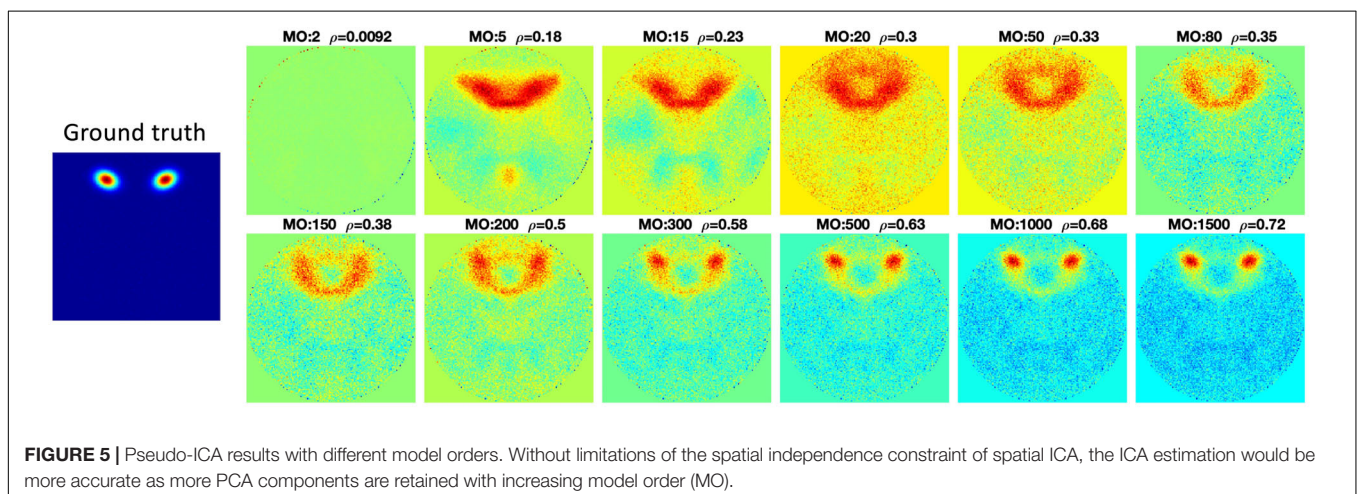 MO:2 ρ=0.0092
MO:5 ρ=0.18
MO:15 ρ=0.23
MO:20 ρ=0.3
MO:50 ρ=0.33
MO:80 ρ=0.35
Ground truth
MO:150 ρ=0.38
MO:200 ρ=0.5
MO:300 ρ=0.58
MO:500 ρ=0.63
MO:1000 ρ=0.68
MO:1500 ρ=0.72
FIGURE 5 | Pseudo-ICA results with different model orders. Without limitations of the spatial independence constraint of spatial ICA, the ICA estimation would be
more accurate as more PCA components are retained with increasing model order (MO).